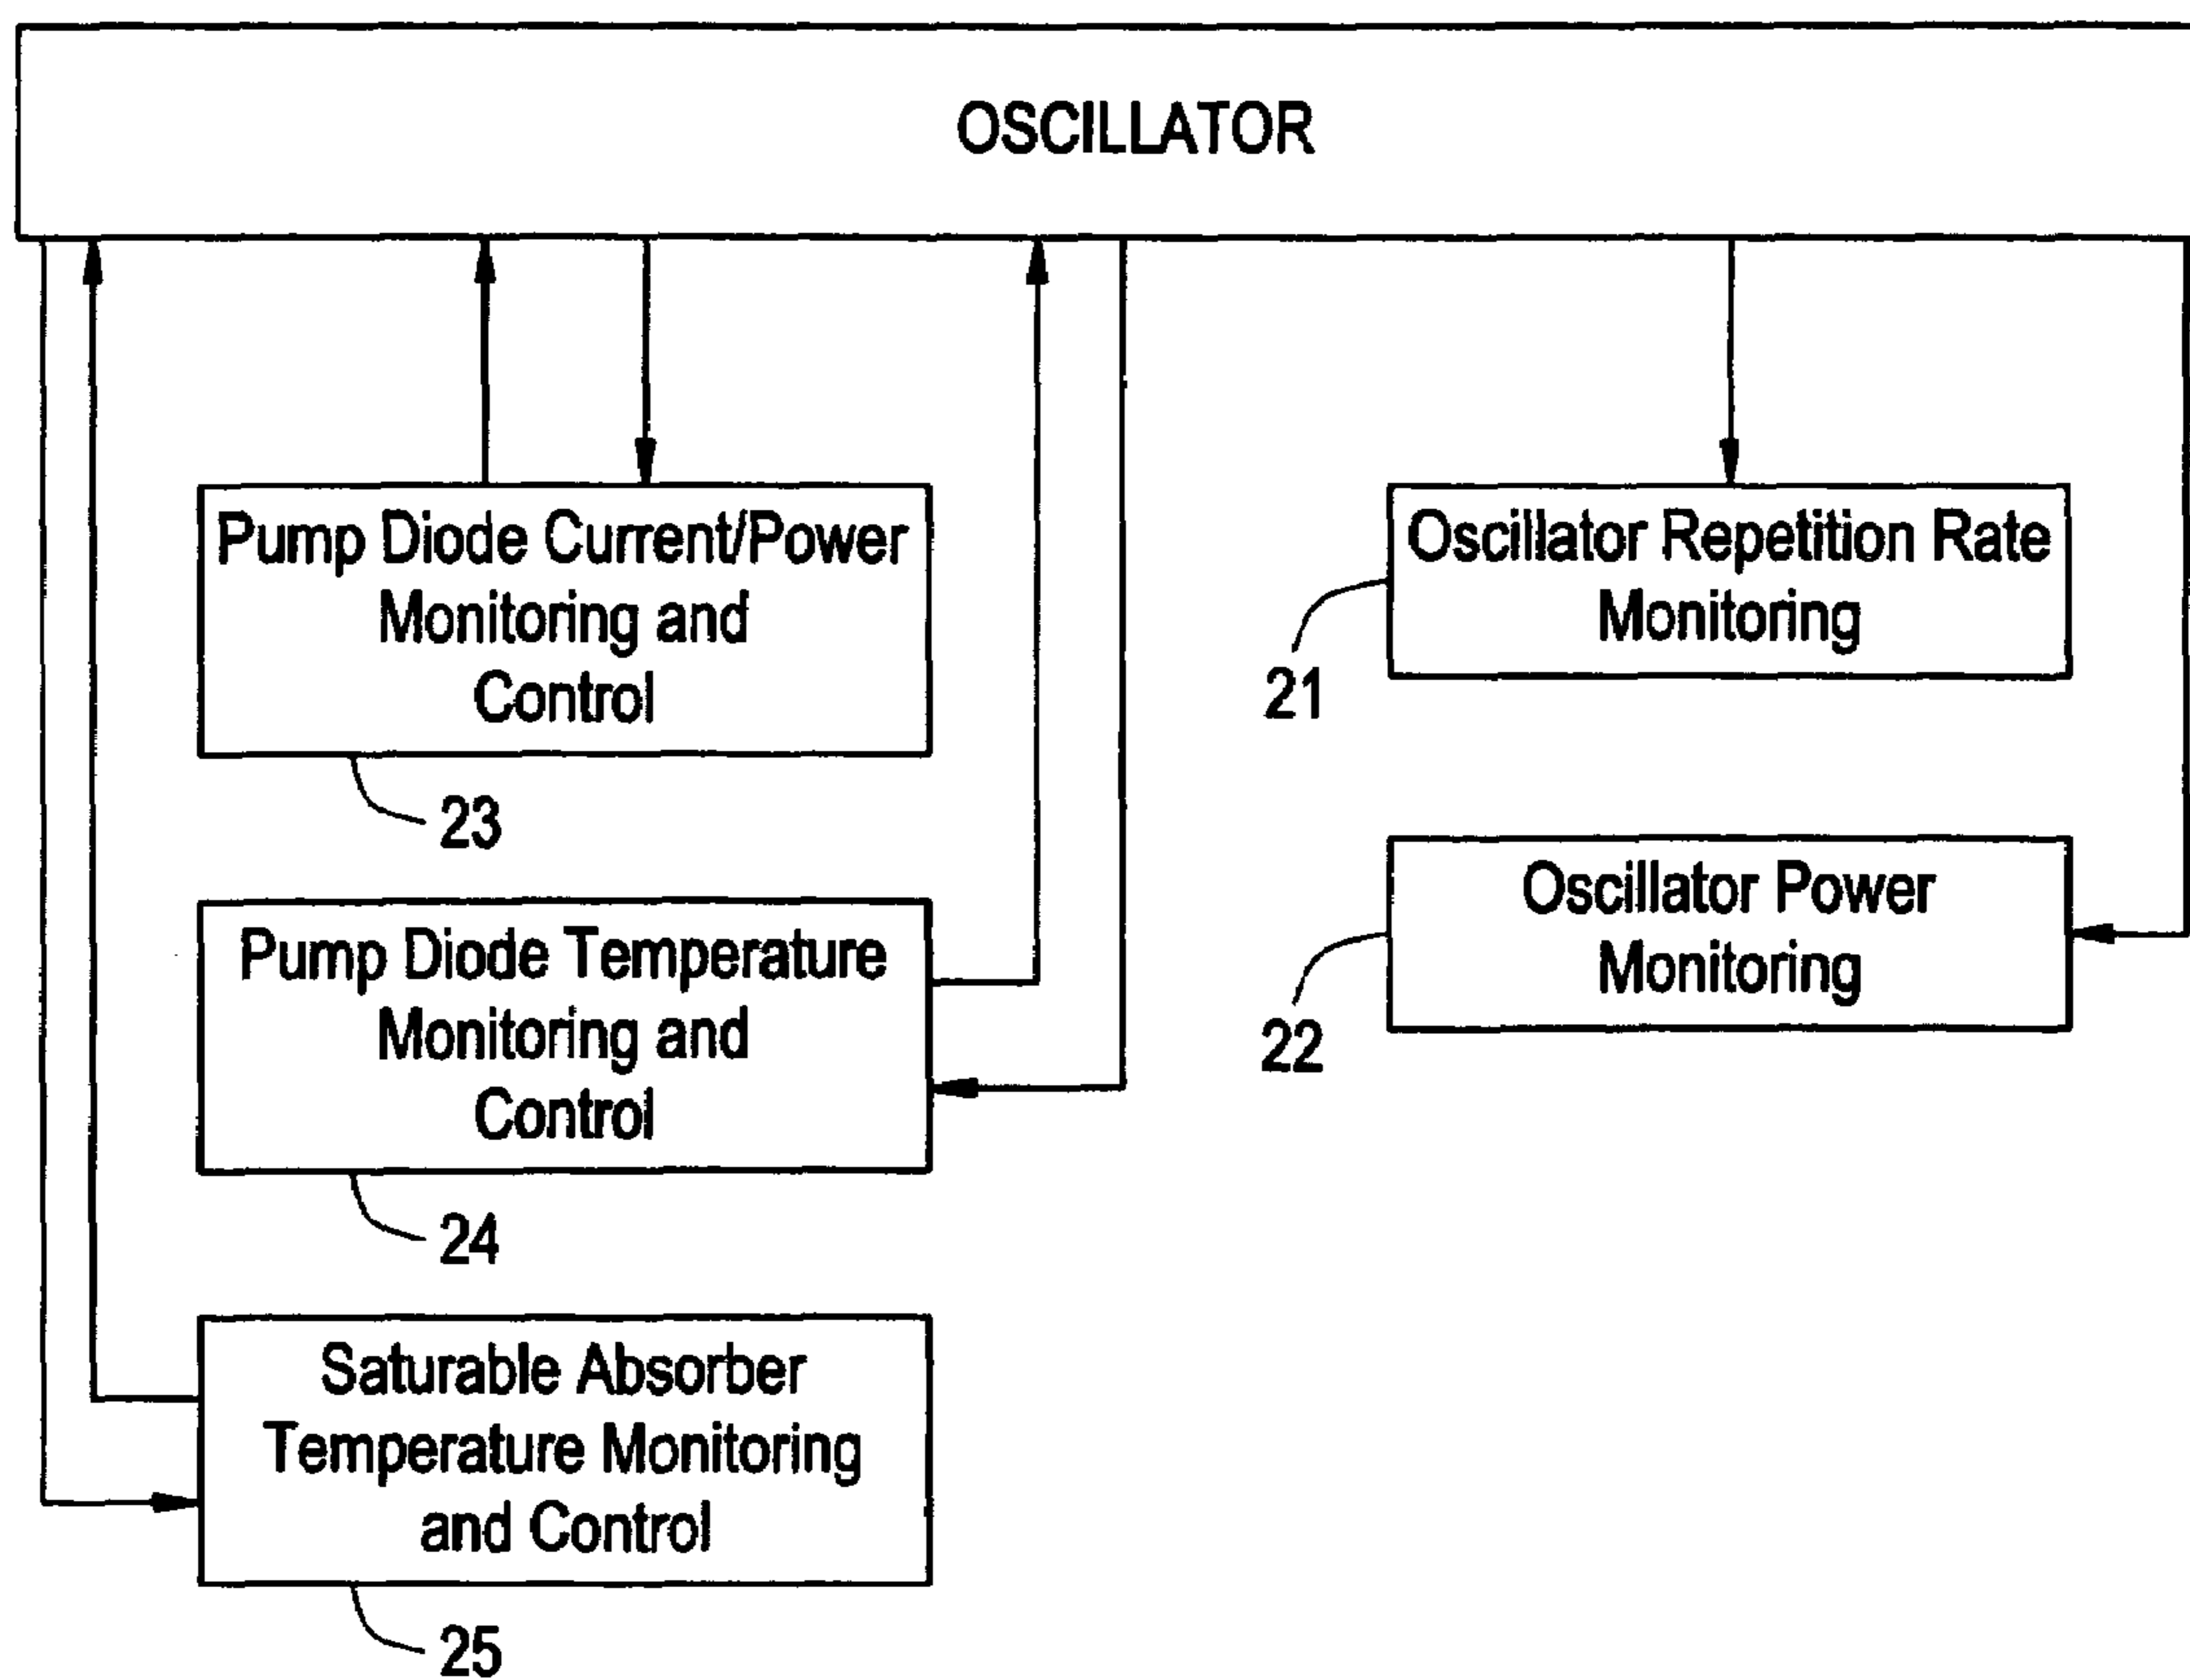 OSCILLATOR
Pump Diode Current/Power
Monitoring and
Control
23
Oscillator Repetition Rate
Monitoring
21
Pump Diode Temperature
Monitoring and
Control
24
Oscillator Power
Monitoring
22
Saturable Absorber
Temperature Monitoring
and Control
25